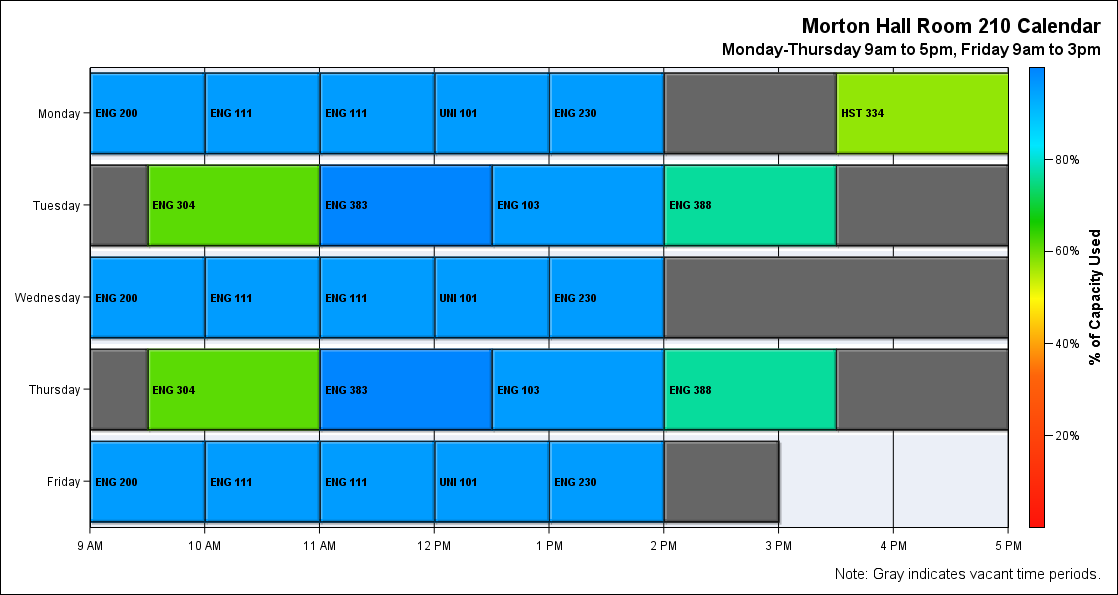 Morton Hall Room 210 Calendar
Monday-Thursday 9am to 5pm, Friday 9am to 3pm
Monday
ENG 200
ENG 111
ENG 111
UNI 101
ENG 230
HST 334
Tuesday
ENG 304
ENG 383
ENG 103
ENG 388
Wednesday
ENG 200
ENG 111
ENG 111
UNI 101
ENG 230
Thursday
ENG 304
ENG 383
ENG 103
ENG 388
Friday
ENG 200
ENG 111
ENG 111
UNI 101
ENG 230
9 AM
10 AM
11 AM
12 PM
1 PM
2 PM
3 PM
4 PM
5 PM
80%
60%
40%
20%
% of Capacity Used
Note: Gray indicates vacant time periods.